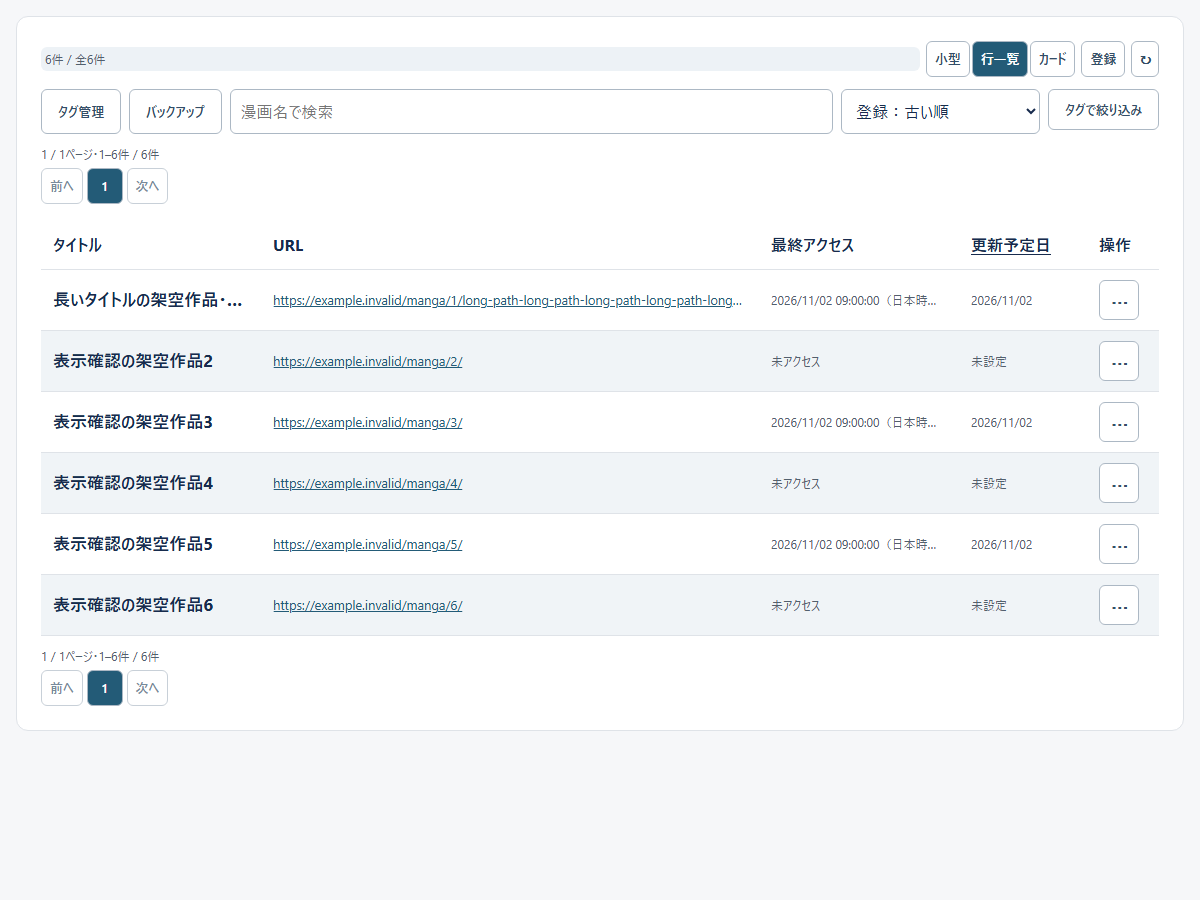 6件 / 全6件 小型 行一覧 カード 登録 ↻
タグ管理 バックアップ 漫画名で検索 登録：古い順 タグで絞り込み
1 / 1ページ・1–6件 / 6件
前へ 1 次へ
タイトル URL 最終アクセス 更新予定日 操作
長いタイトルの架空作品・... https://example.invalid/manga/1/long-path-long-path-long-path-long-path-long... 2026/11/02 09:00:00（日本時... 2026/11/02 ...
表示確認の架空作品2 https://example.invalid/manga/2/ 未アクセス 未設定 ...
表示確認の架空作品3 https://example.invalid/manga/3/ 2026/11/02 09:00:00（日本時... 2026/11/02 ...
表示確認の架空作品4 https://example.invalid/manga/4/ 未アクセス 未設定 ...
表示確認の架空作品5 https://example.invalid/manga/5/ 2026/11/02 09:00:00（日本時... 2026/11/02 ...
表示確認の架空作品6 https://example.invalid/manga/6/ 未アクセス 未設定 ...
1 / 1ページ・1–6件 / 6件
前へ 1 次へ